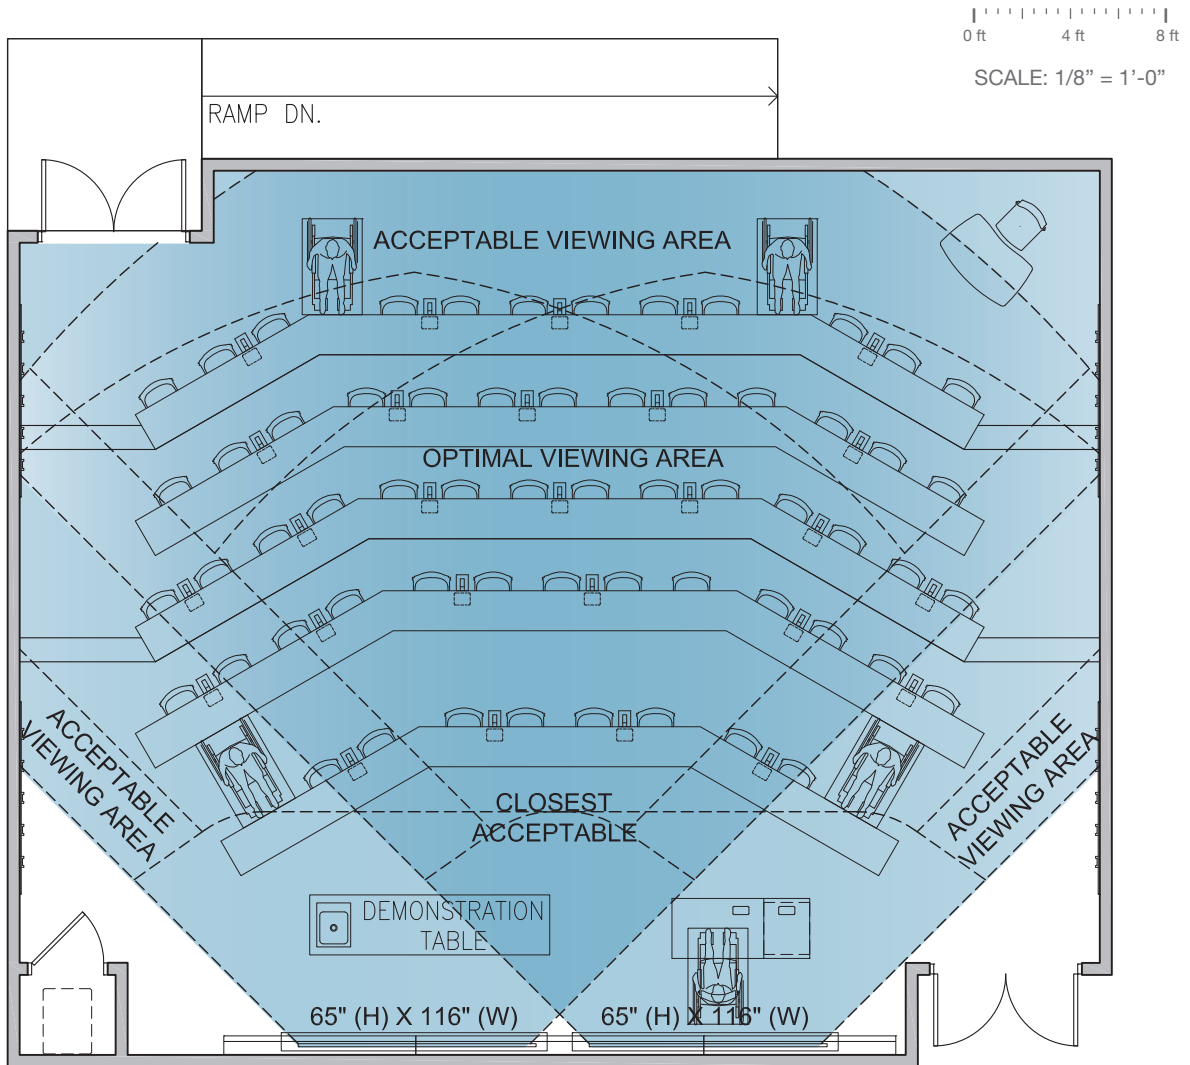 0 ft 4 ft 8 ft
SCALE: 1/8” = 1’-0”
RAMP DN.
ACCEPTABLE VIEWING AREA
OPTIMAL VIEWING AREA
ACCEPTABLE
VIEWING AREA
CLOSEST
ACCEPTABLE
ACCEPTABLE
VIEWING AREA
DEMONSTRATION
TABLE
65" (H) X 116" (W)
65" (H) X 116" (W)